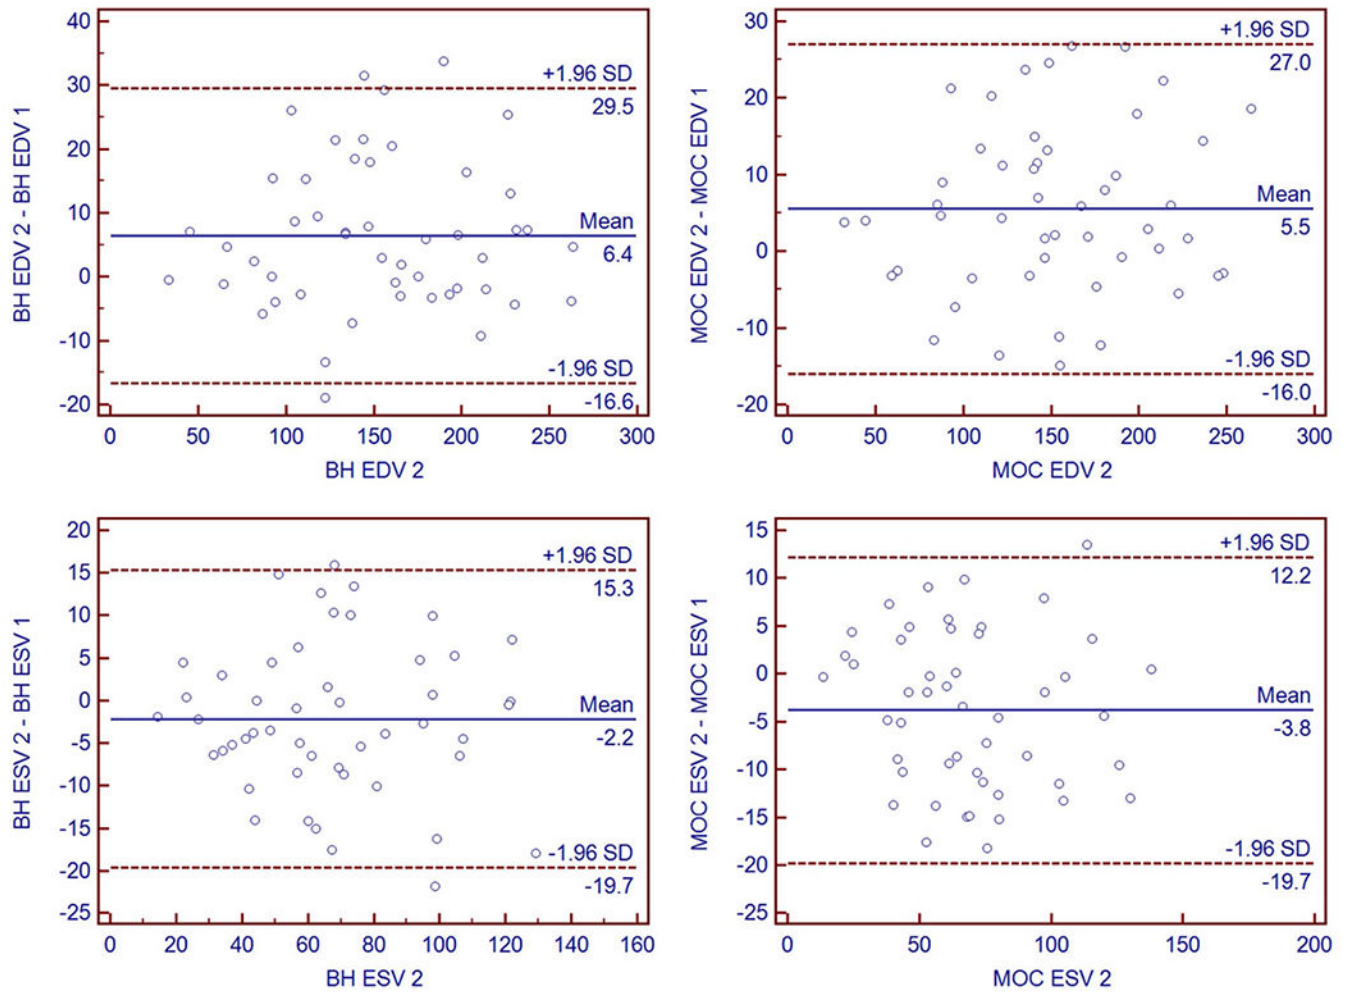 40
30
20
10
0
-10
-20
BH EDV 2 - BH EDV 1
+1.96 SD
29.5
Mean
6.4
-1.96 SD
-16.6
0 50 100 150 200 250 300
BH EDV 2
30
20
10
0
-10
-20
MOC EDV 2 - MOC EDV 1
+1.96 SD
27.0
Mean
5.5
-1.96 SD
-16.0
0 50 100 150 200 250 300
MOC EDV 2
20
15
10
5
0
-5
-10
-15
-20
-25
BH ESV 2 - BH ESV 1
+1.96 SD
15.3
Mean
-2.2
-1.96 SD
-19.7
0 20 40 60 80 100 120 140 160
BH ESV 2
15
10
5
0
-5
-10
-15
-20
-25
MOC ESV 2 - MOC ESV 1
+1.96 SD
12.2
Mean
-3.8
-1.96 SD
-19.7
0 50 100 150 200
MOC ESV 2